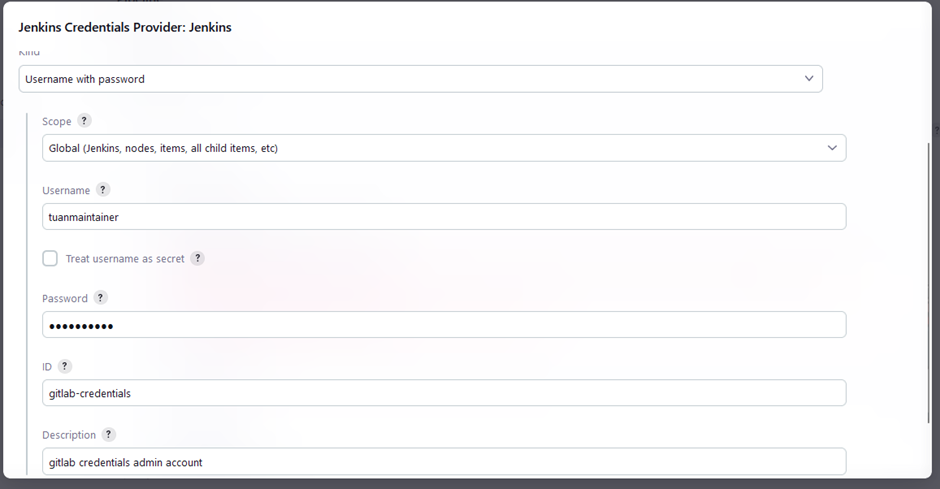 Jenkins Credentials Provider: Jenkins
Kind
Username with password
Scope ?
Global (Jenkins, nodes, items, all child items, etc)
Username ?
tuanmaintainer
Treat username as secret ?
Password ?
••••••••••
ID ?
gitlab-credentials
Description ?
gitlab credentials admin account